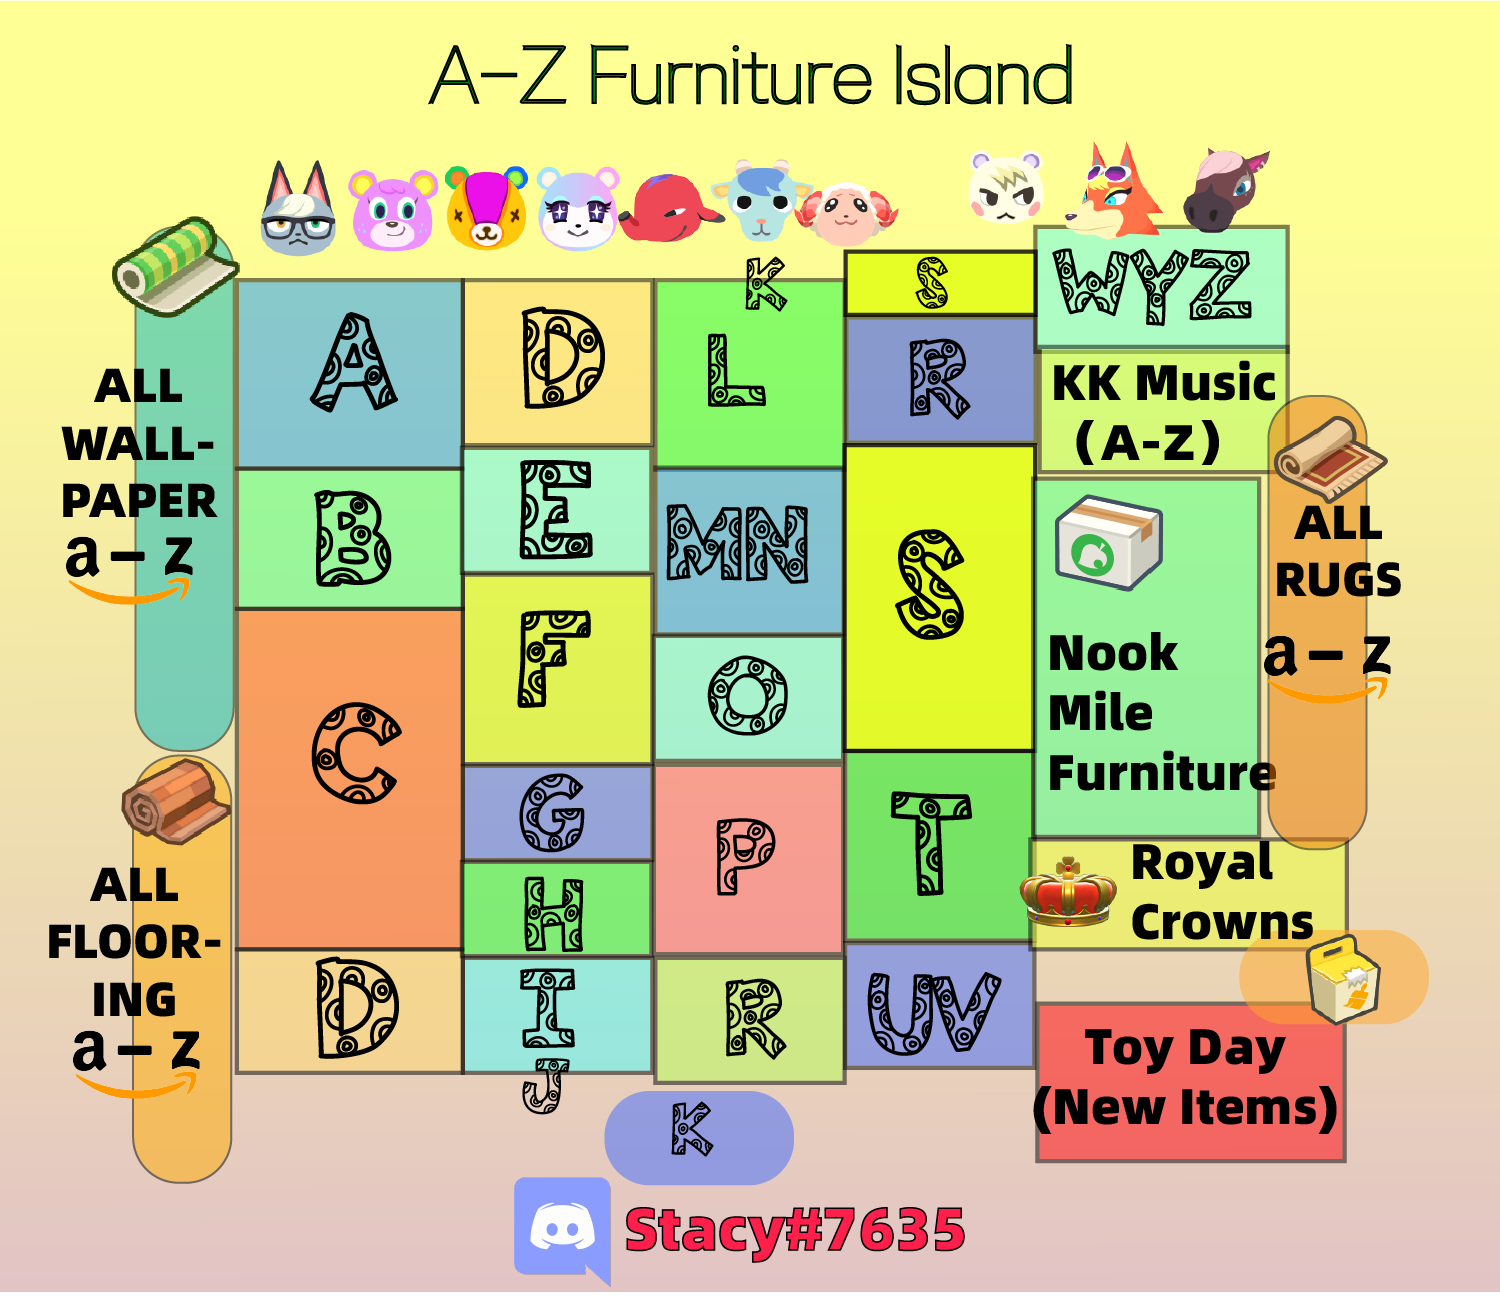 A-Z Furniture Island
K
S
WYZ
A
D
L
R
KK Music
(A-Z)
ALL
WALL-
PAPER
a - z
B
E
MN
S
ALL
RUGS
a - z
F
O
Nook
Mile
Furniture
C
G
P
T
Royal
Crowns
ALL
FLOOR-
ING
a - z
H
D
I
R
UV
J
Toy Day
(New Items)
K
Stacy#7635